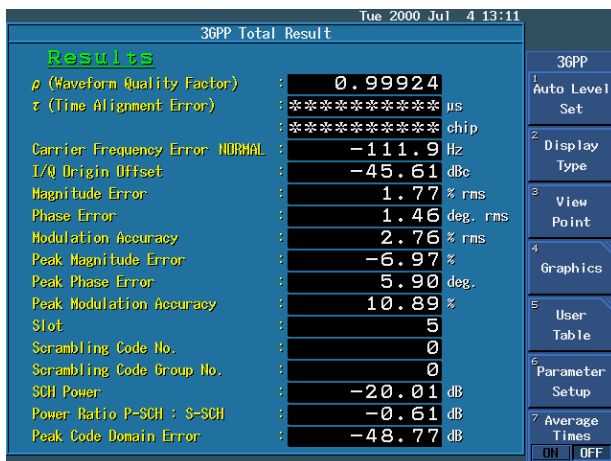 Tue 2000 Jul 4 13:11
3GPP Total Result
Results
ρ (Waveform Quality Factor) : 0.99924
τ (Time Alignment Error) :********** µs
:********** chip
Carrier Frequency Error NORMAL : -111.9 Hz
I/Q Origin Offset : -45.61 dBc
Magnitude Error : 1.77 % rms
Phase Error : 1.46 deg. rms
Modulation Accuracy : 2.76 % rms
Peak Magnitude Error : -6.97 %
Peak Phase Error : 5.90 deg.
Peak Modulation Accuracy : 10.89 %
Slot : 5
Scrambling Code No. : 0
Scrambling Code Group No. : 0
SCH Power : -20.01 dB
Power Ratio P-SCH : S-SCH : -0.61 dB
Peak Code Domain Error : -48.77 dB
3GPP
1 Auto Level
Set
2 Display
Type
3 View
Point
4 Graphics
5 User
Table
6 Parameter
Setup
7 Average
Times
ON OFF